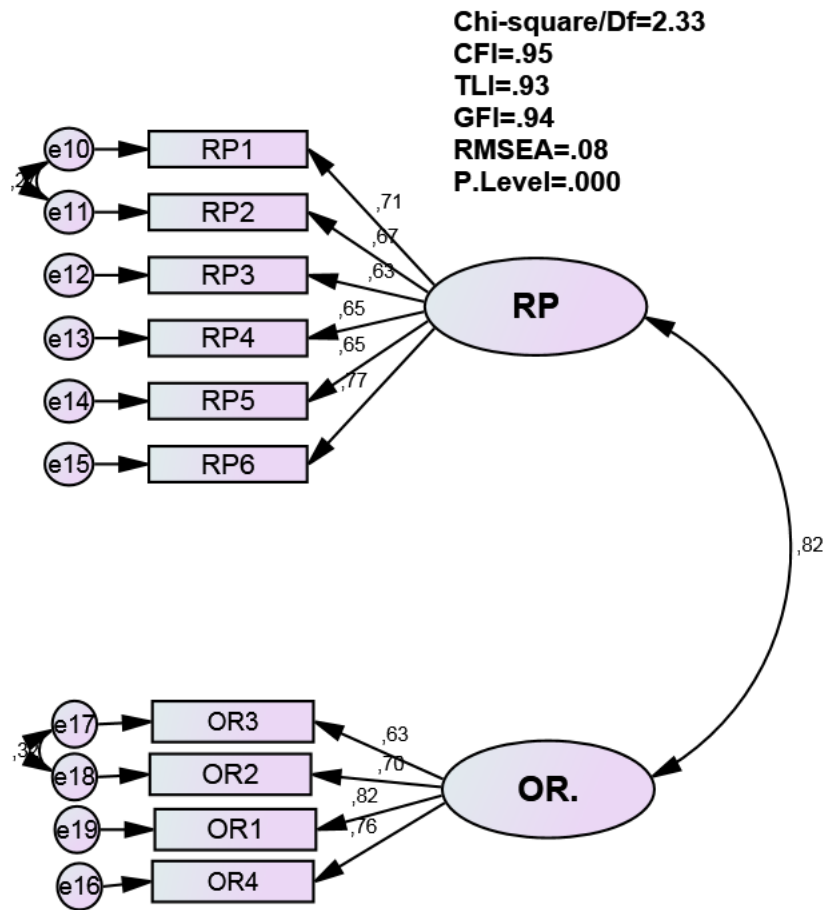 Chi-square/Df=2.33
CFI=.95
TLI=.93
GFI=.94
RMSEA=.08
P.Level=.000
e10
RP1
e11
RP2
e12
RP3
e13
RP4
e14
RP5
e15
RP6
,71
,67
,63
,65
,65
,77
RP
,82
e17
OR3
e18
OR2
e19
OR1
e16
OR4
,63
,70
,82
,76
OR.